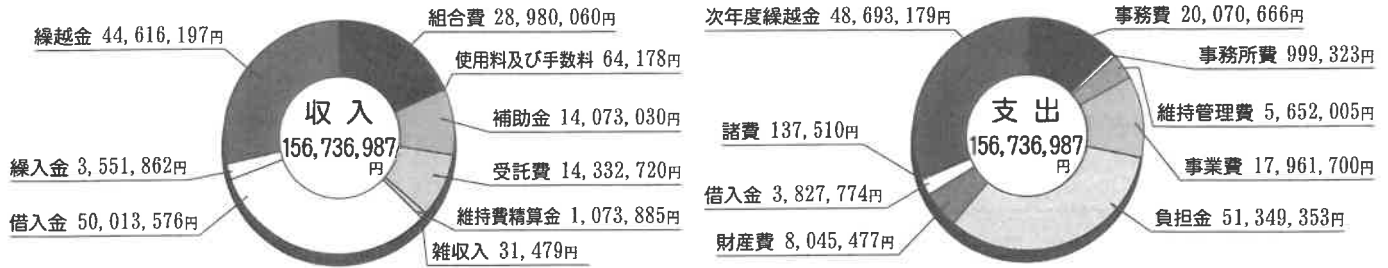 組合費 28,980,060円
使用料及び手数料 64,178円
補助金 14,073,030円
受託費 14,332,720円
維持費精算金 1,073,885円
雑収入 31,479円
借入金 50,013,576円
繰入金 3,551,862円
繰越金 44,616,197円
収入
156,736,987
円
事務費 20,070,666円
事務所費 999,323円
維持管理費 5,652,005円
事業費 17,961,700円
負担金 51,349,353円
財産費 8,045,477円
借入金 3,827,774円
諸費 137,510円
次年度繰越金 48,693,179円
支出
156,736,987
円